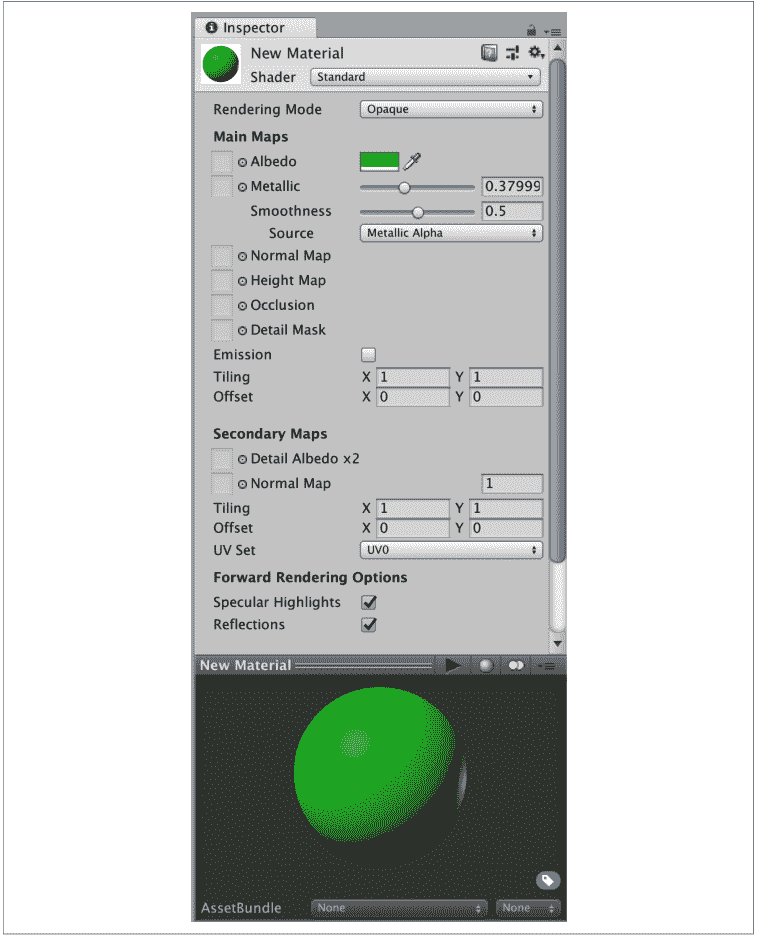 Inspector
New Material
Shader Standard
Rendering Mode Opaque
Main Maps
Albedo
Metallic 0.37999
Smoothness 0.5
Source Metallic Alpha
Normal Map
Height Map
Occlusion
Detail Mask
Emission
Tiling X 1 Y 1
Offset X 0 Y 0
Secondary Maps
Detail Albedo x2
Normal Map 1
Tiling X 1 Y 1
Offset X 0 Y 0
UV Set UV0
Forward Rendering Options
Specular Highlights
Reflections
New Material
AssetBundle None None